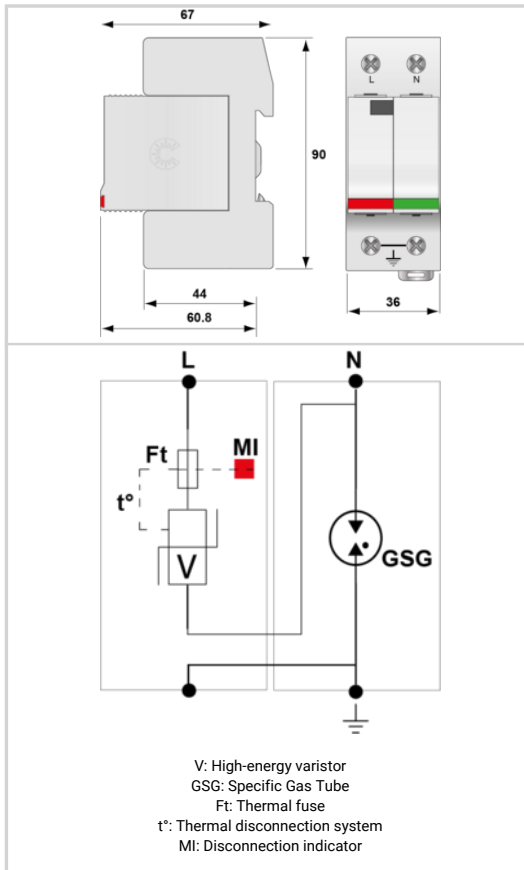 67
L
N
90
44
60.8
36
L
N
Ft
MI
t°
V
GSG
V: High-energy varistor
GSG: Specific Gas Tube
Ft: Thermal fuse
t°: Thermal disconnection system
MI: Disconnection indicator